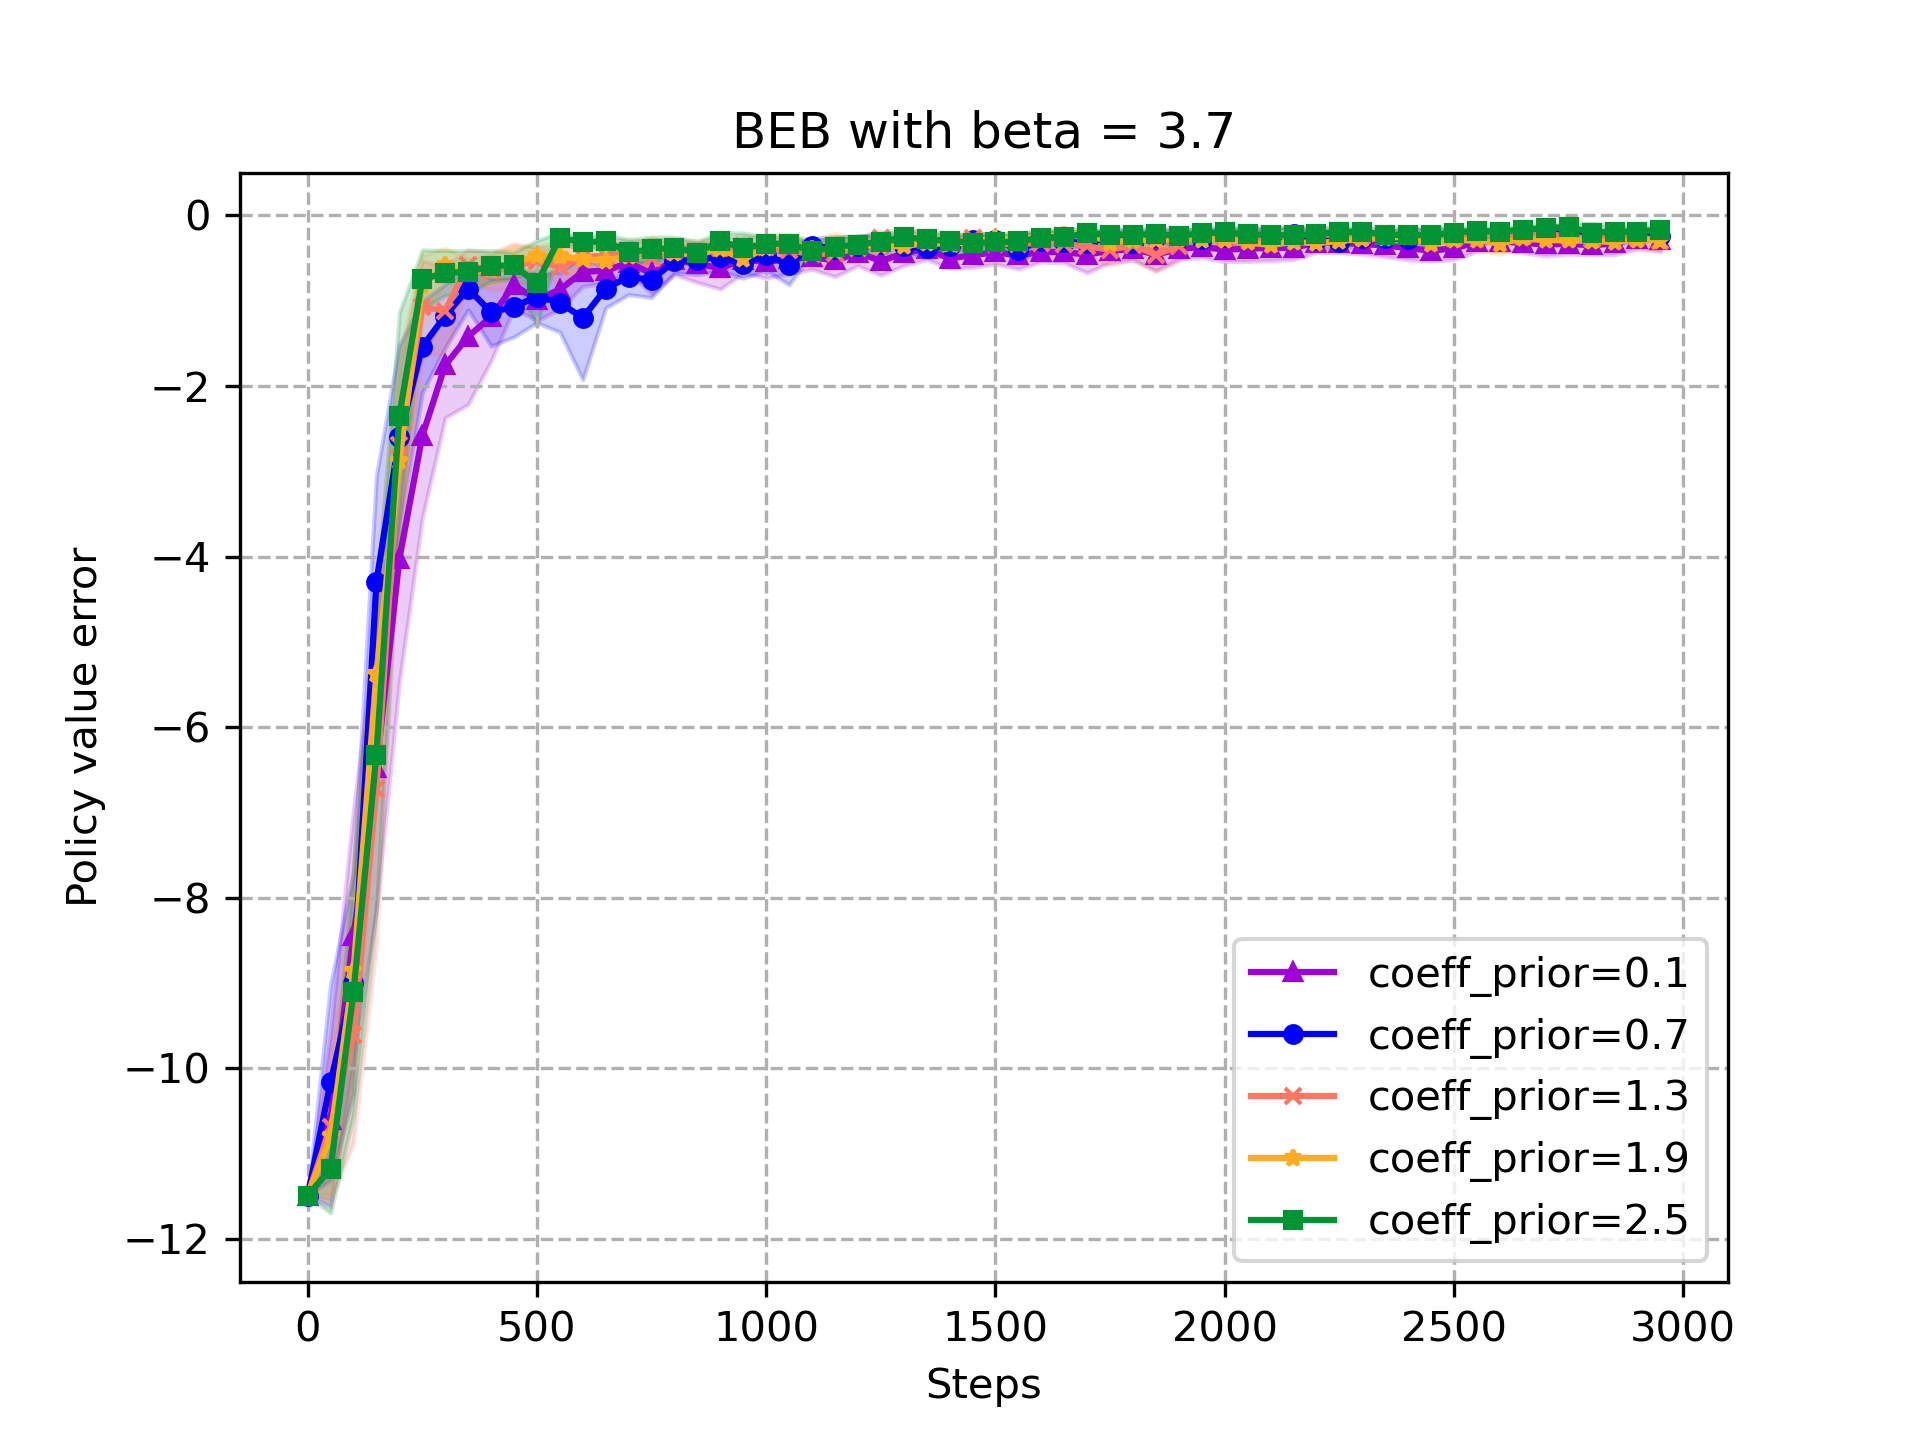 BEB with beta = 3.7
Policy value error
0
−2
−4
−6
−8
−10
−12
coeff_prior=0.1
coeff_prior=0.7
coeff_prior=1.3
coeff_prior=1.9
coeff_prior=2.5
0 500 1000 1500 2000 2500 3000
Steps